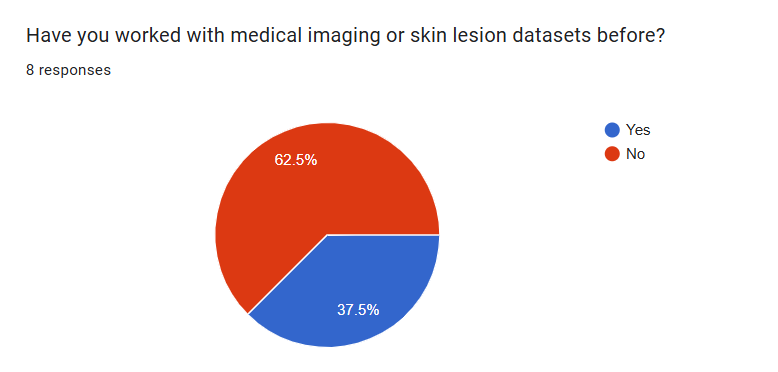 Have you worked with medical imaging or skin lesion datasets before?
8 responses
Yes
No
62.5%
37.5%